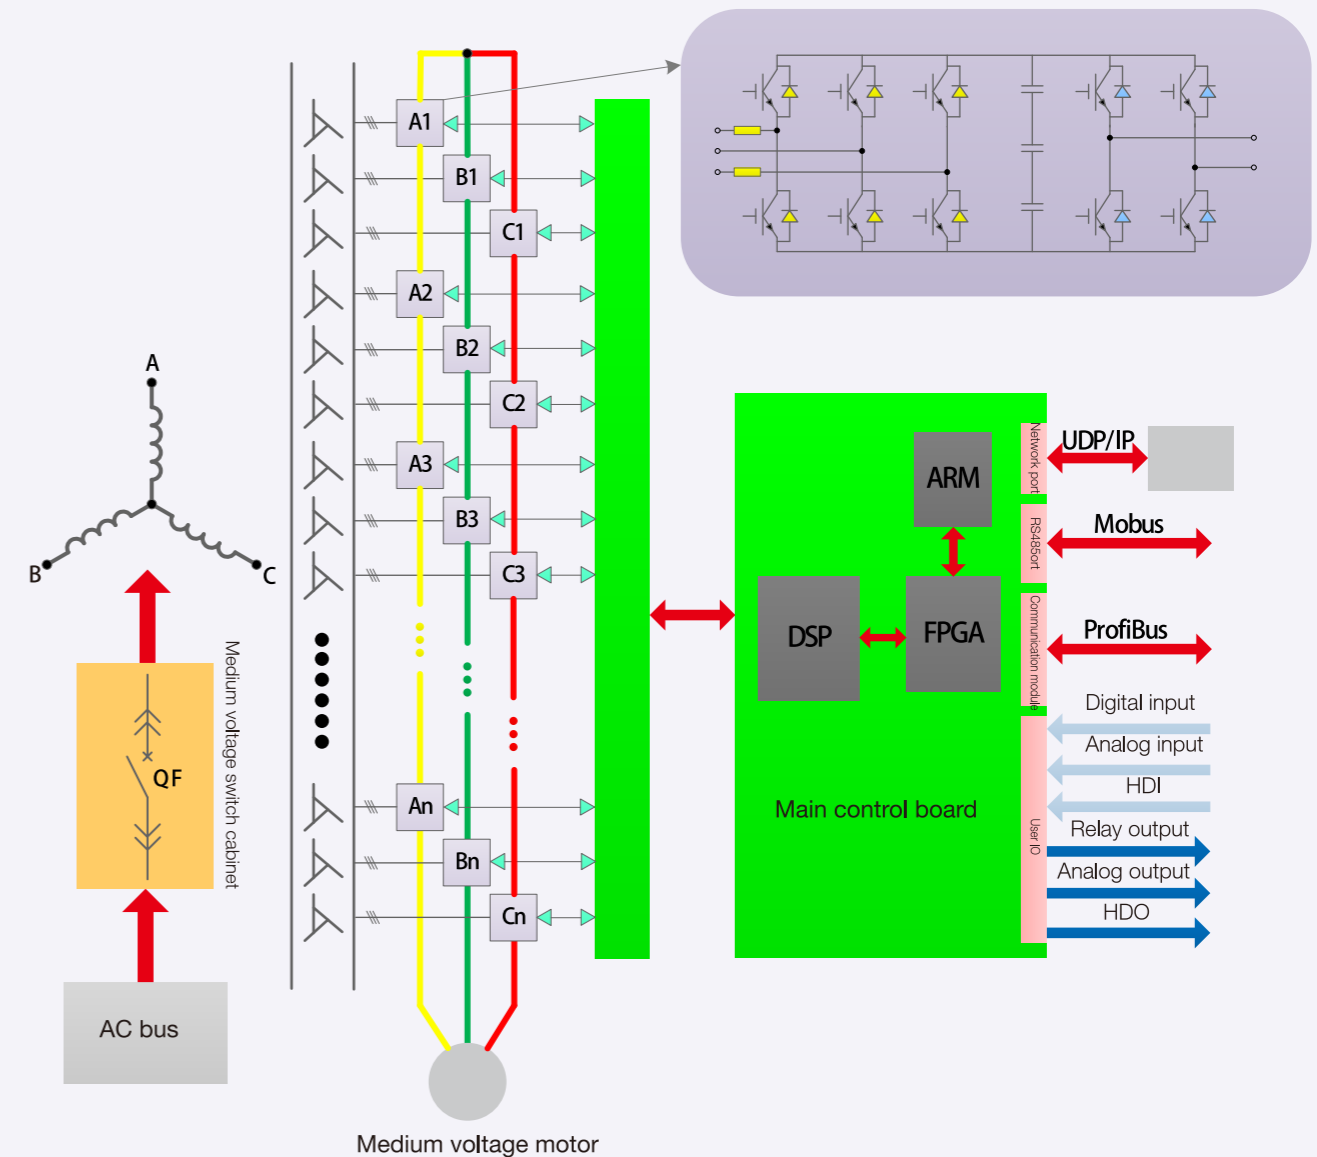 A
B
C
Medium voltage switch cabinet
QF
AC bus
A1
B1
C1
A2
B2
C2
A3
B3
C3
An
Bn
Cn
Medium voltage motor
ARM
DSP
FPGA
Main control board
Network port
RS485ort
Communication module
User IO
UDP/IP
Mobus
ProfiBus
Digital input
Analog input
HDI
Relay output
Analog output
HDO